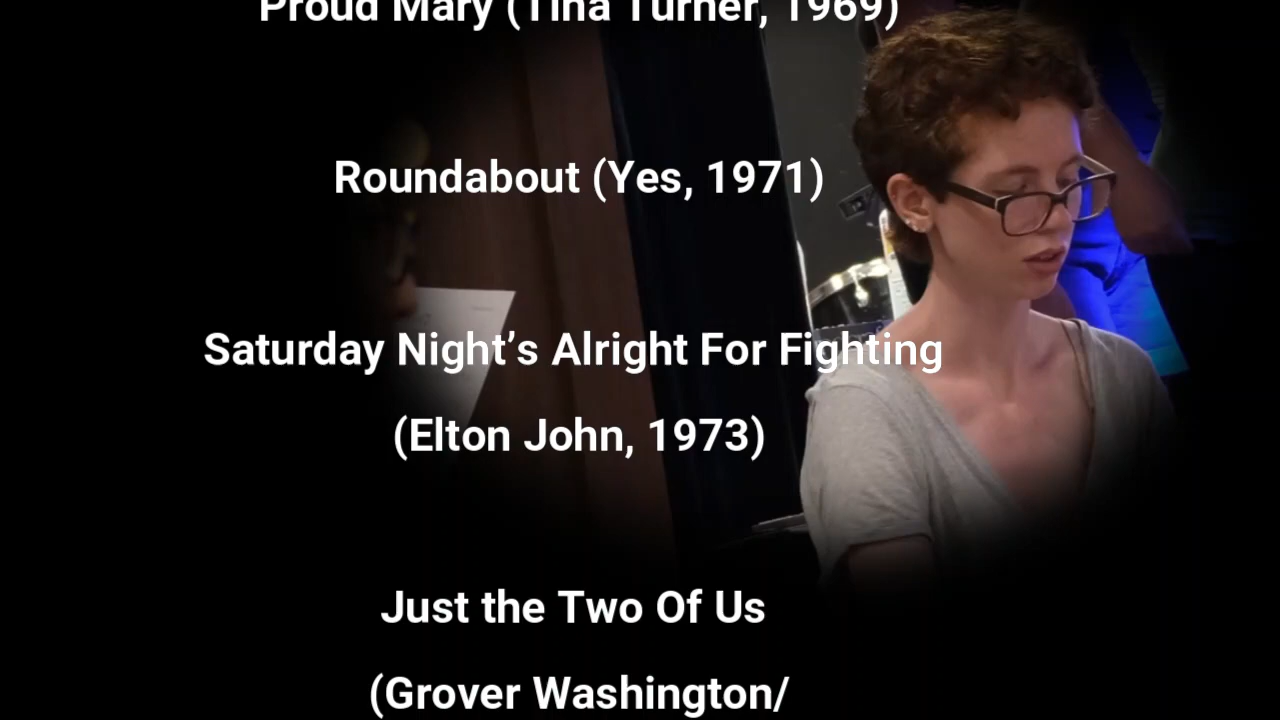 Proud Mary (Tina Turner, 1969)
Roundabout (Yes, 1971)
Saturday Night’s Alright For Fighting
(Elton John, 1973)
Just the Two Of Us
(Grover Washington/